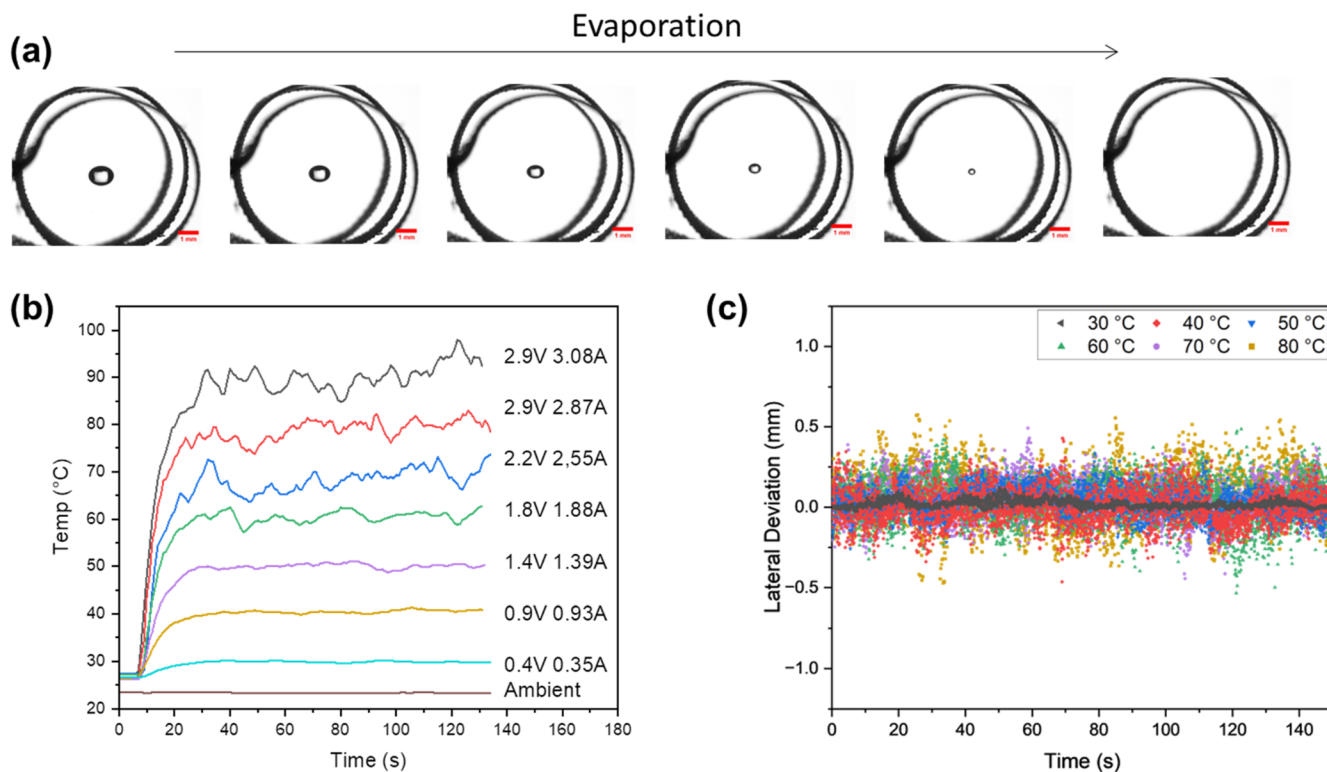 Evaporation
(a)
1 mm
1 mm
1 mm
1 mm
1 mm
1 mm
(b)
100
90
80
70
60
50
40
30
20
Temp (°C)
2.9V 3.08A
2.9V 2.87A
2.2V 2,55A
1.8V 1.88A
1.4V 1.39A
0.9V 0.93A
0.4V 0.35A
Ambient
0 20 40 60 80 100 120 140 160 180
Time (s)
(c)
30 °C 40 °C 50 °C
60 °C 70 °C 80 °C
1.0
0.5
0.0
-0.5
-1.0
Lateral Deviation (mm)
0 20 40 60 80 100 120 140
Time (s)